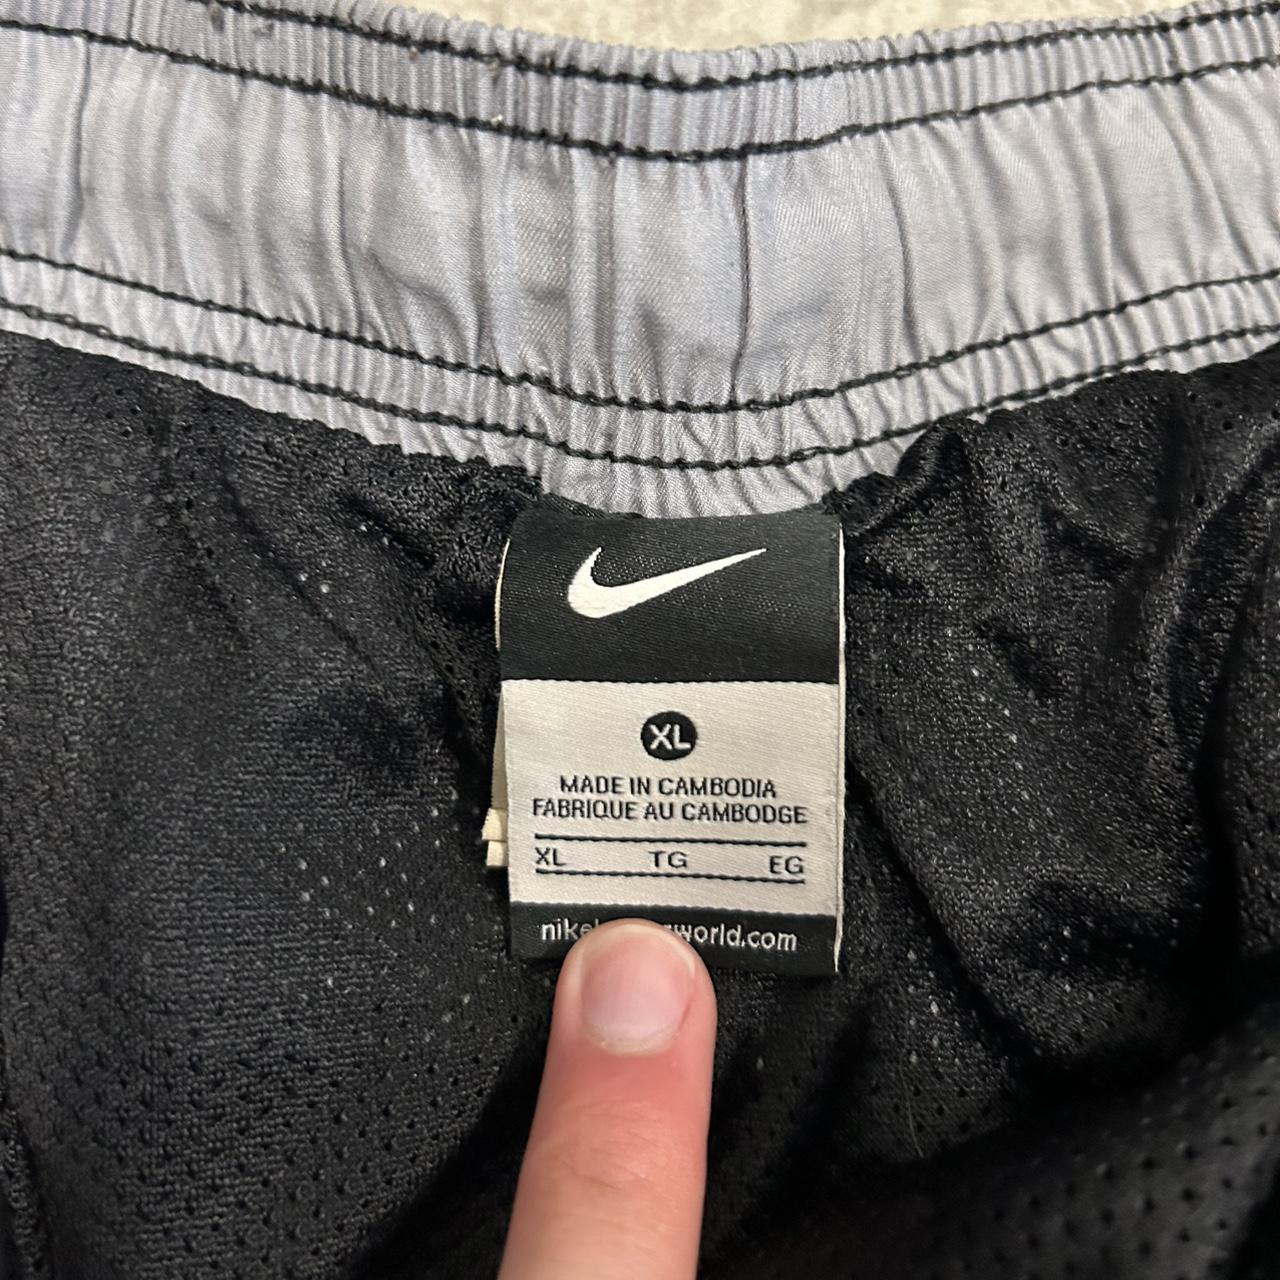 XL
MADE IN CAMBODIA
FABRIQUE AU CAMBODGE
XL TG EG